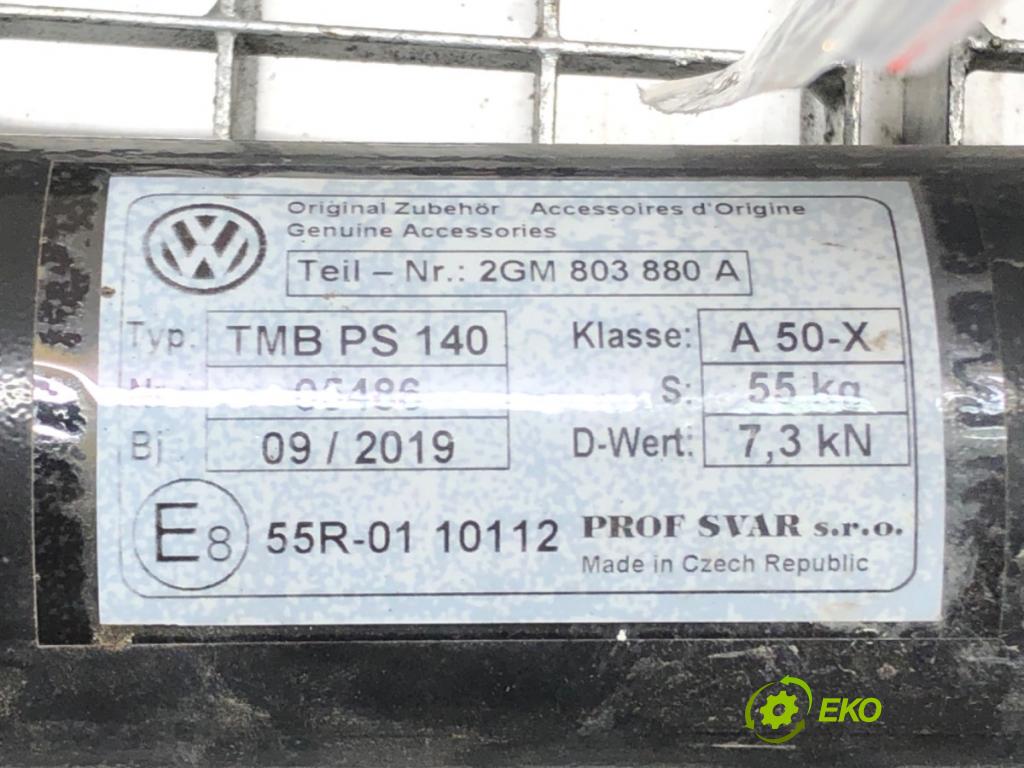 Original Zubehör Accessoires d'Origine
Genuine Accessories
Teil – Nr.: 2GM 803 880 A
Typ. TMB PS 140 Klasse: A 50-X
05486 S: 55 kg
Bj 09 / 2019 D-Wert: 7,3 kN
E8 55R-01 10112 PROF SVAR s.r.o.
Made in Czech Republic
EKO